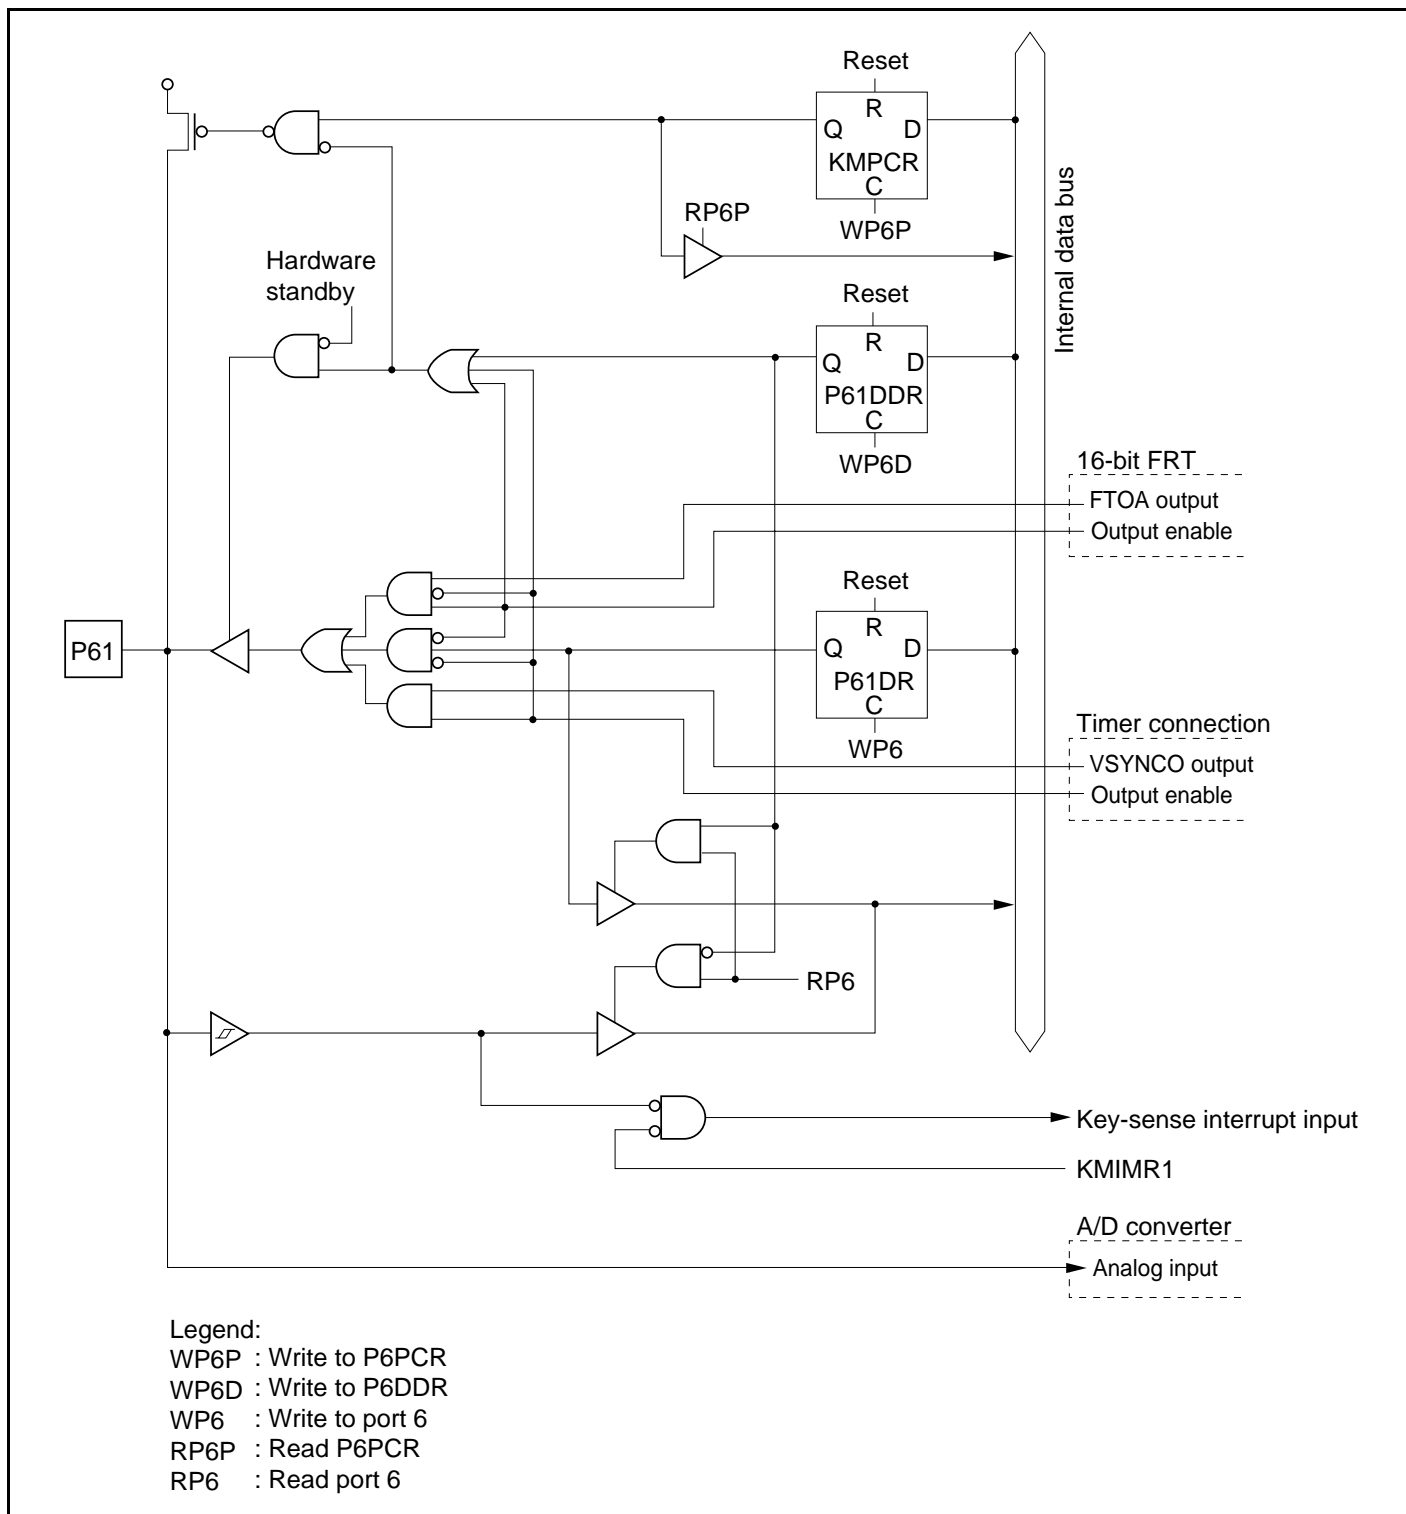 Reset
R
Q D
KMPCR
C
WP6P
RP6P
Internal data bus
Hardware
standby
Reset
R
Q D
P61DDR
C
WP6D
16-bit FRT
FTOA output
Output enable
Reset
R
Q D
P61DR
C
WP6
P61
Timer connection
VSYNCO output
Output enable
RP6
Key-sense interrupt input
KMIMR1
A/D converter
Analog input
Legend:
WP6P : Write to P6PCR
WP6D : Write to P6DDR
WP6 : Write to port 6
RP6P : Read P6PCR
RP6 : Read port 6